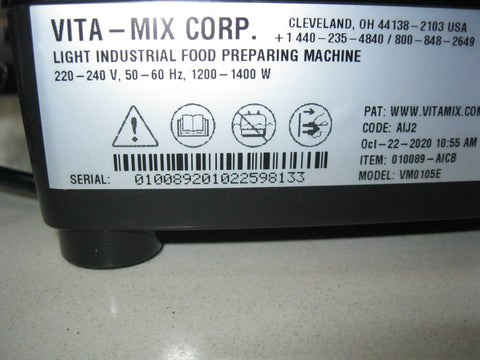 VITA-MIX CORP.
CLEVELAND, OH 44138-2103 USA
+1 440-235-4840 / 800-848-2649
LIGHT INDUSTRIAL FOOD PREPARING MACHINE
220-240 V, 50-60 Hz, 1200-1400 W
PAT: WWW.VITAMIX.COM
CODE: AIJ2
Oct-22-2020 10:55 AM
ITEM: 010089-AICB
MODEL: VM0105E
SERIAL: 010089201022598133